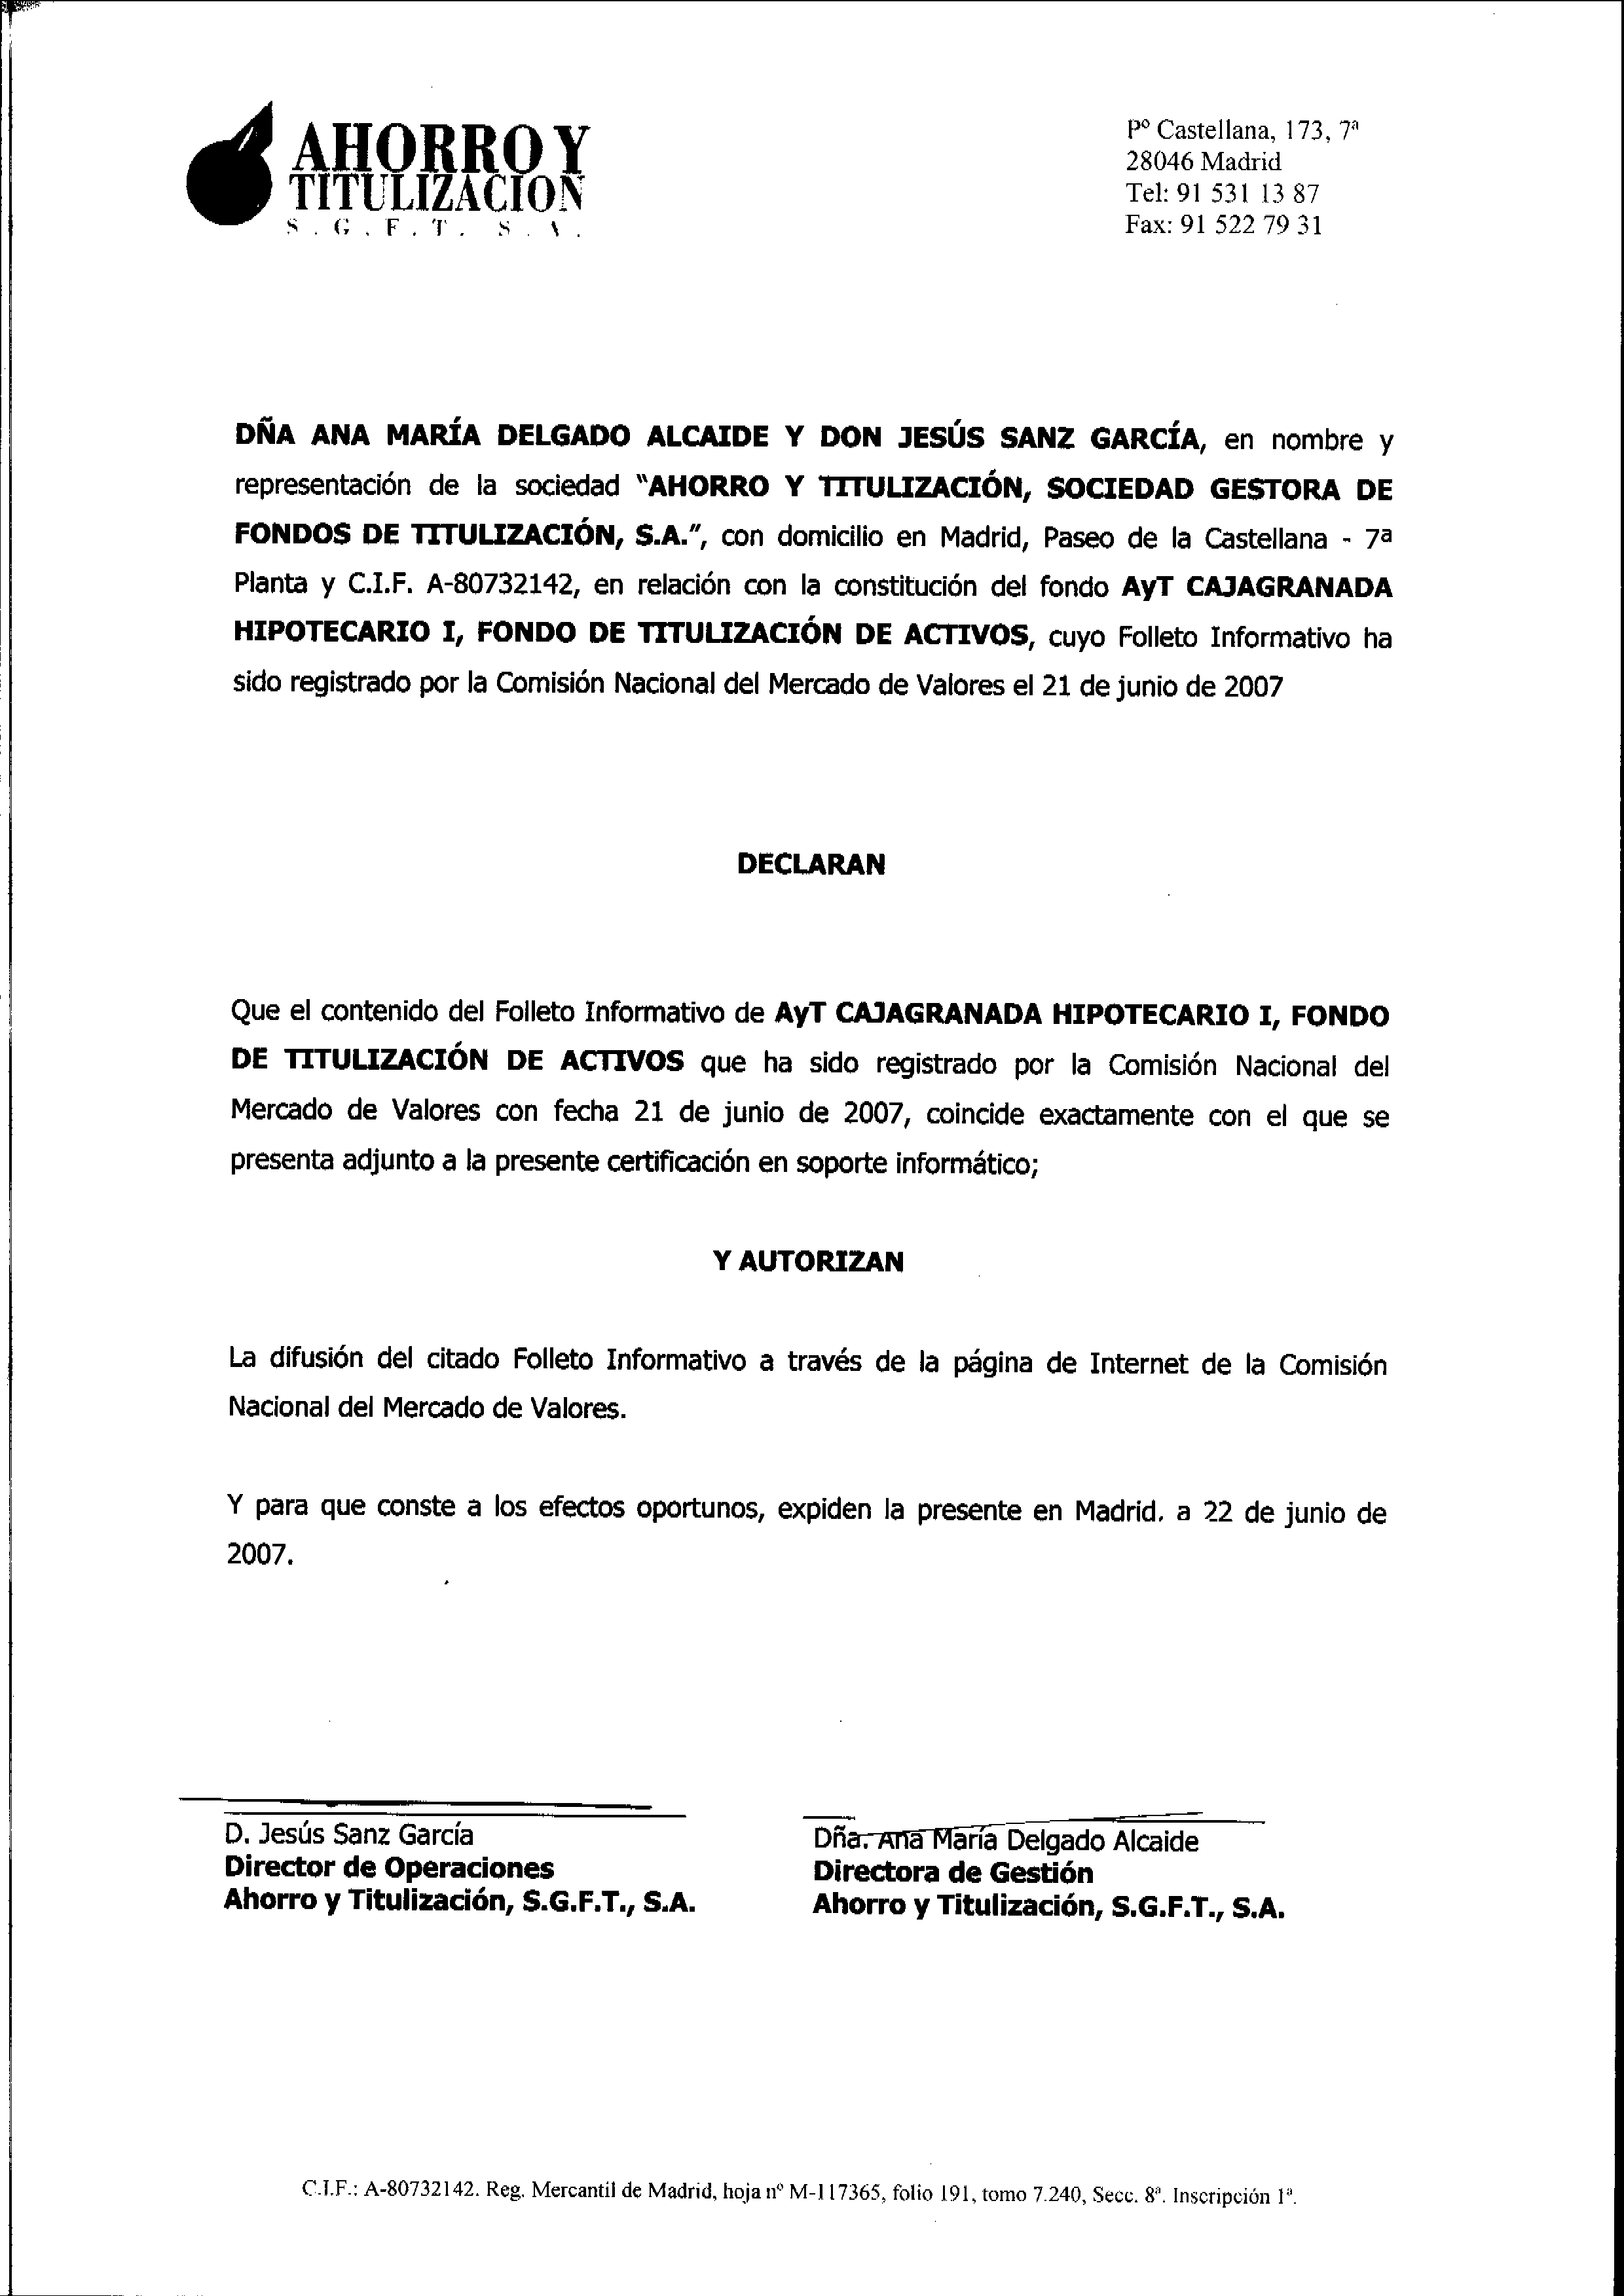 AHORRO Y
TITULIZACION
S.G.F.T. S.A.
Pº Castellana, 173, 7ª
28046 Madrid
Tel: 91 531 13 87
Fax: 91 522 79 31
DÑA ANA MARÍA DELGADO ALCAIDE Y DON JESÚS SANZ GARCÍA, en nombre y
representación de la sociedad "AHORRO Y TITULIZACIÓN, SOCIEDAD GESTORA DE
FONDOS DE TITULIZACIÓN, S.A.", con domicilio en Madrid, Paseo de la Castellana - 7ª
Planta y C.I.F. A-80732142, en relación con la constitución del fondo AyT CAJAGRANADA
HIPOTECARIO I, FONDO DE TITULIZACIÓN DE ACTIVOS, cuyo Folleto Informativo ha
sido registrado por la Comisión Nacional del Mercado de Valores el 21 de junio de 2007
DECLARAN
Que el contenido del Folleto Informativo de AyT CAJAGRANADA HIPOTECARIO I, FONDO
DE TITULIZACIÓN DE ACTIVOS que ha sido registrado por la Comisión Nacional del
Mercado de Valores con fecha 21 de junio de 2007, coincide exactamente con el que se
presenta adjunto a la presente certificación en soporte informático;
Y AUTORIZAN
La difusión del citado Folleto Informativo a través de la página de Internet de la Comisión
Nacional del Mercado de Valores.
Y para que conste a los efectos oportunos, expiden la presente en Madrid. a 22 de junio de
2007.
D. Jesús Sanz García
Director de Operaciones
Ahorro y Titulización, S.G.F.T., S.A.
Dña. Ana María Delgado Alcaide
Directora de Gestión
Ahorro y Titulización, S.G.F.T., S.A.
C.I.F.: A-80732142. Reg. Mercantil de Madrid, hoja nº M-117365, folio 191, tomo 7.240, Secc. 8ª. Inscripción 1ª.